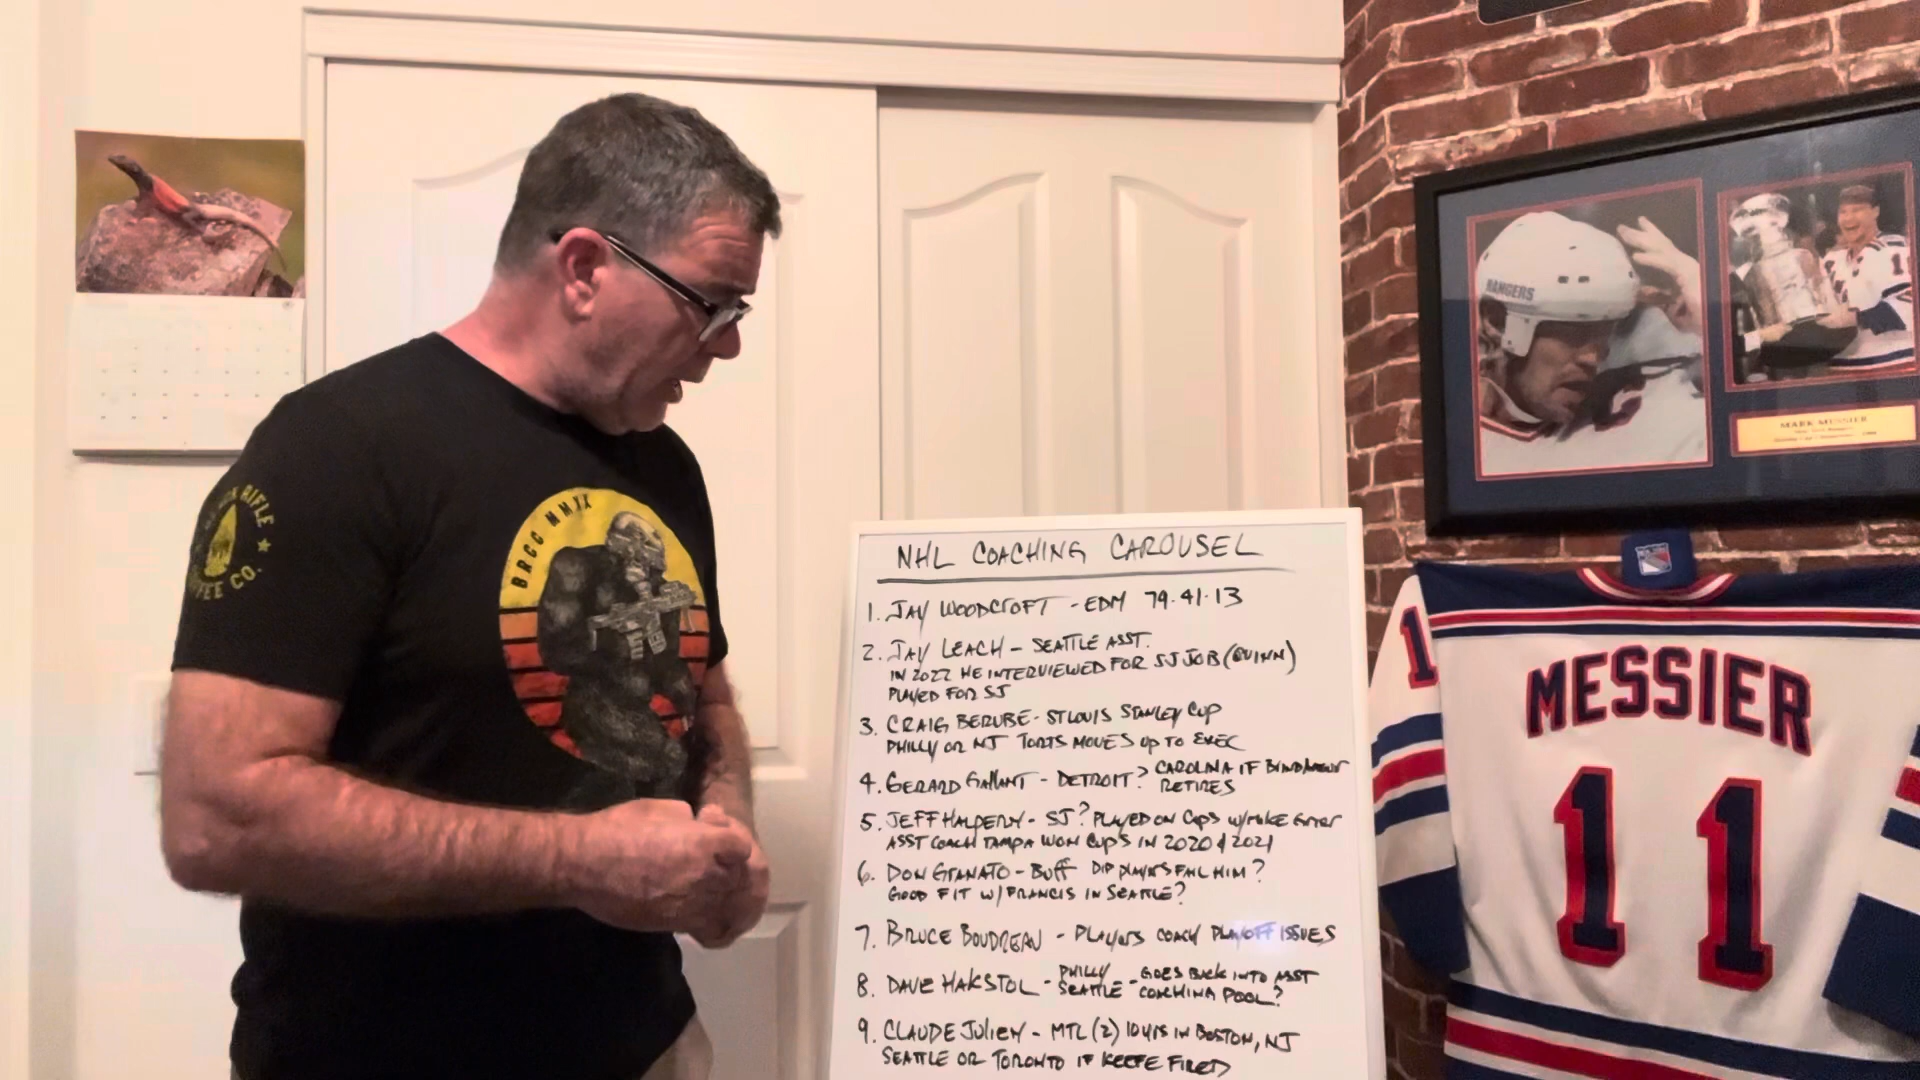 NHL COACHING CAROUSEL
1. JAY WOODCROFT - EDM 79-41-13
2. JAY LEACH - SEATTLE ASST.
IN 2022 HE INTERVIEWED FOR SJ JOB (QUINN)
PLAYED FOR SJ
3. CRAIG BERUBE - ST LOUIS STANLEY CUP
PHILLY OR NJ TORTS MOVES UP TO EXEC
4. GERARD GALLANT - DETROIT? CAROLINA IF BRINDAMOUR
RETIRES
5. JEFF HALPERN - SJ? PLAYED ON CAPS W/MIKE GRIER
ASST COACH TAMPA WON CUPS IN 2020 & 2021
6. DON GRANATO - BUFF DID PLAYERS FAIL HIM?
GOOD FIT W/ FRANCIS IN SEATTLE?
7. BRUCE BOUDREAU - PLAYERS COACH PLAYOFF ISSUES
8. DAVE HAKSTOL - PHILLY SEATTLE - GOES BACK INTO ASST
COACHING POOL?
9. CLAUDE JULIEN - MTL (2) 10 YRS IN BOSTON, NJ
SEATTLE OR TORONTO IF KEEFE FIRED
BRCC MMXX
RIFLE
CO.
RANGERS
MARK MESSIER
MESSIER
11
1